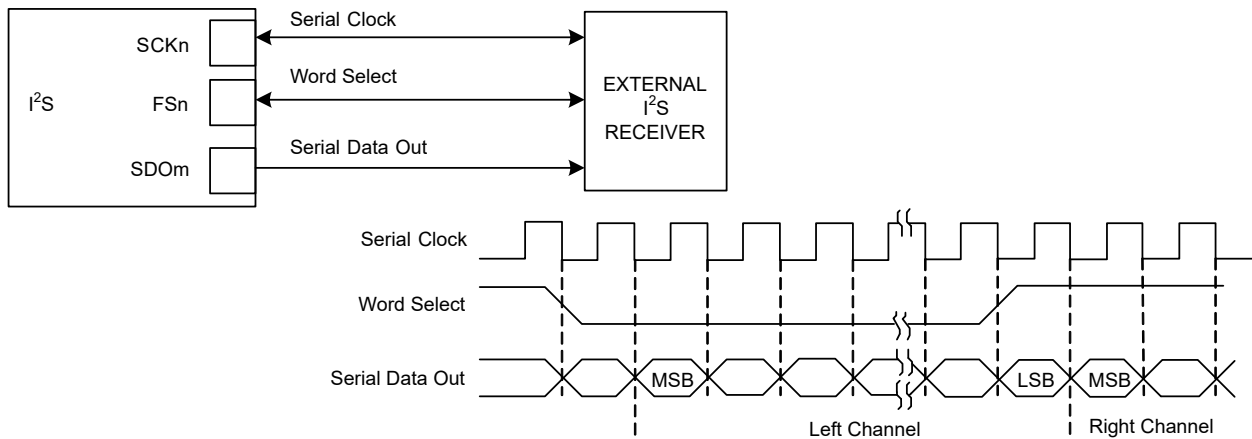 Serial Clock
SCKn
Word Select
I²S
FSn
EXTERNAL
I²S
RECEIVER
Serial Data Out
SDOm
Serial Clock
Word Select
Serial Data Out
MSB
LSB
MSB
Left Channel
Right Channel